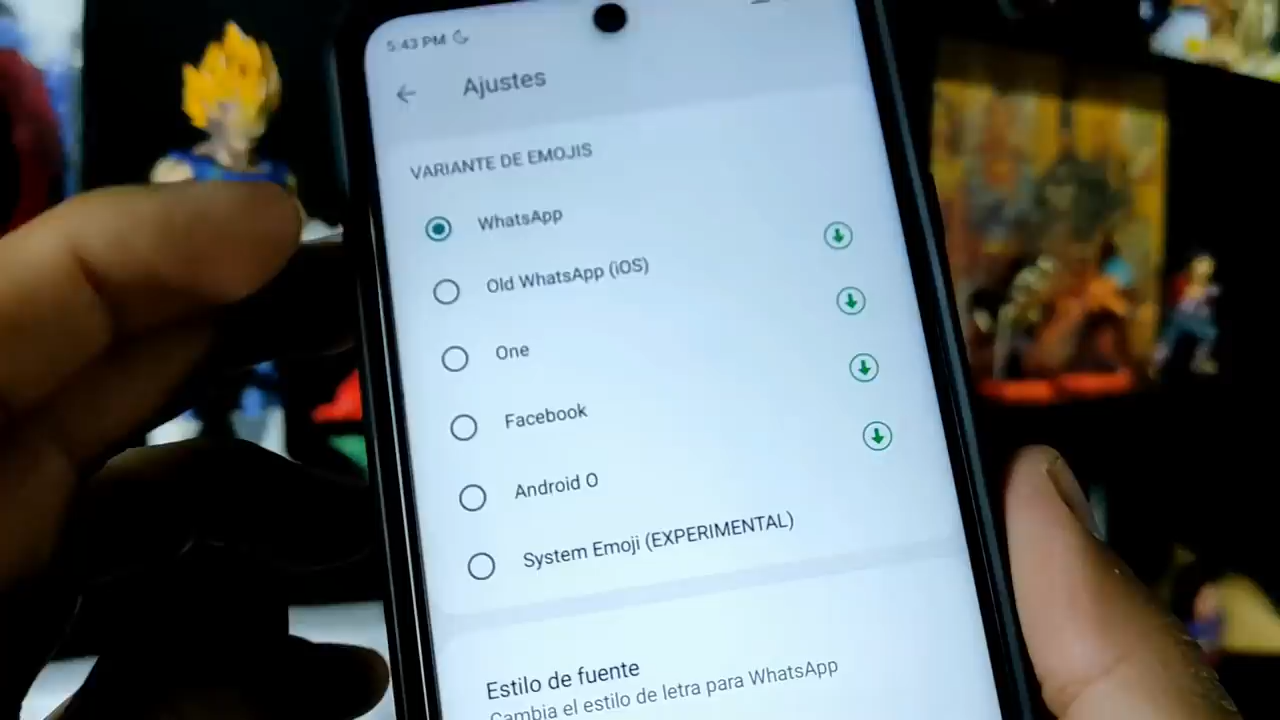 5:43 PM
Ajustes
VARIANTE DE EMOJIS
WhatsApp
Old WhatsApp (iOS)
One
Facebook
Android O
System Emoji (EXPERIMENTAL)
Estilo de fuente
Cambia el estilo de letra para WhatsApp